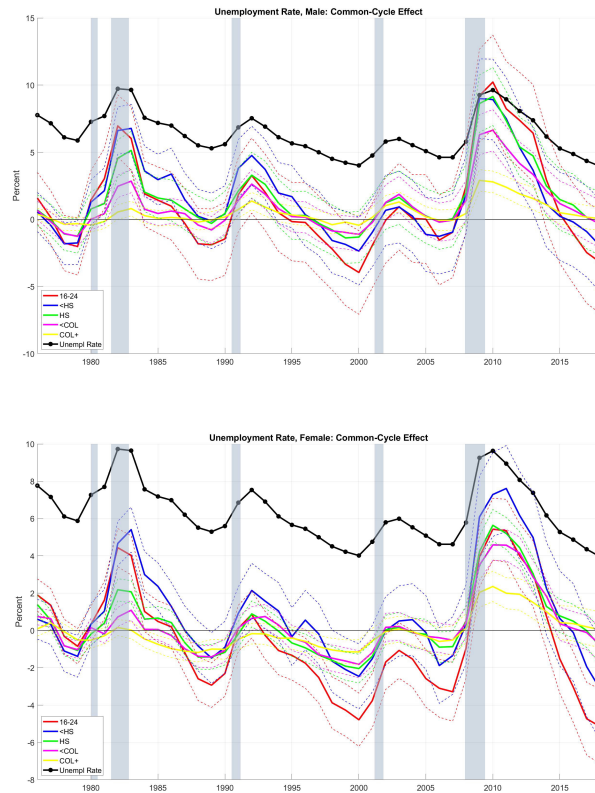 Unemployment Rate, Male: Common-Cycle Effect
15
10
5
0
-5
-10
Percent
16-24
<HS
HS
<COL
COL+
Unempl Rate
1980 1985 1990 1995 2000 2005 2010 2015
Unemployment Rate, Female: Common-Cycle Effect
10
8
6
4
2
0
-2
-4
-6
-8
Percent
16-24
<HS
HS
<COL
COL+
Unempl Rate
1980 1985 1990 1995 2000 2005 2010 2015